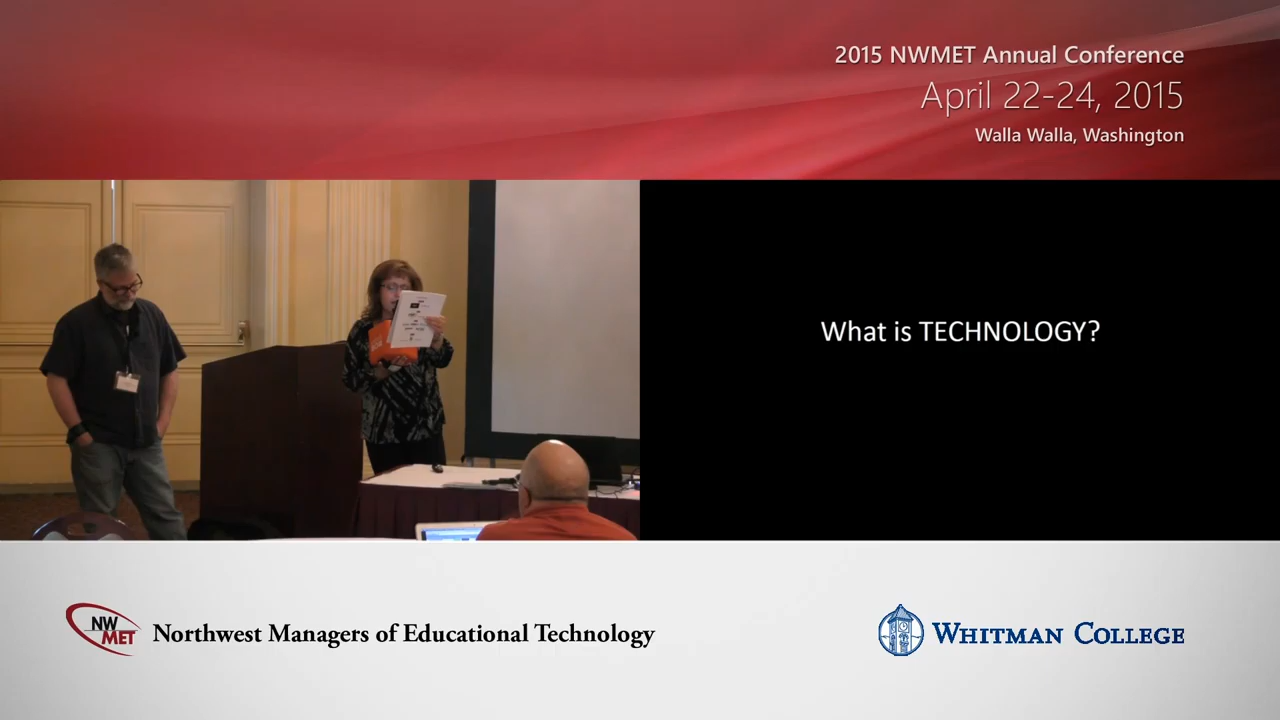 2015 NWMET Annual Conference
April 22-24, 2015
Walla Walla, Washington
What is TECHNOLOGY?
NW
MET
Northwest Managers of Educational Technology
WHITMAN COLLEGE